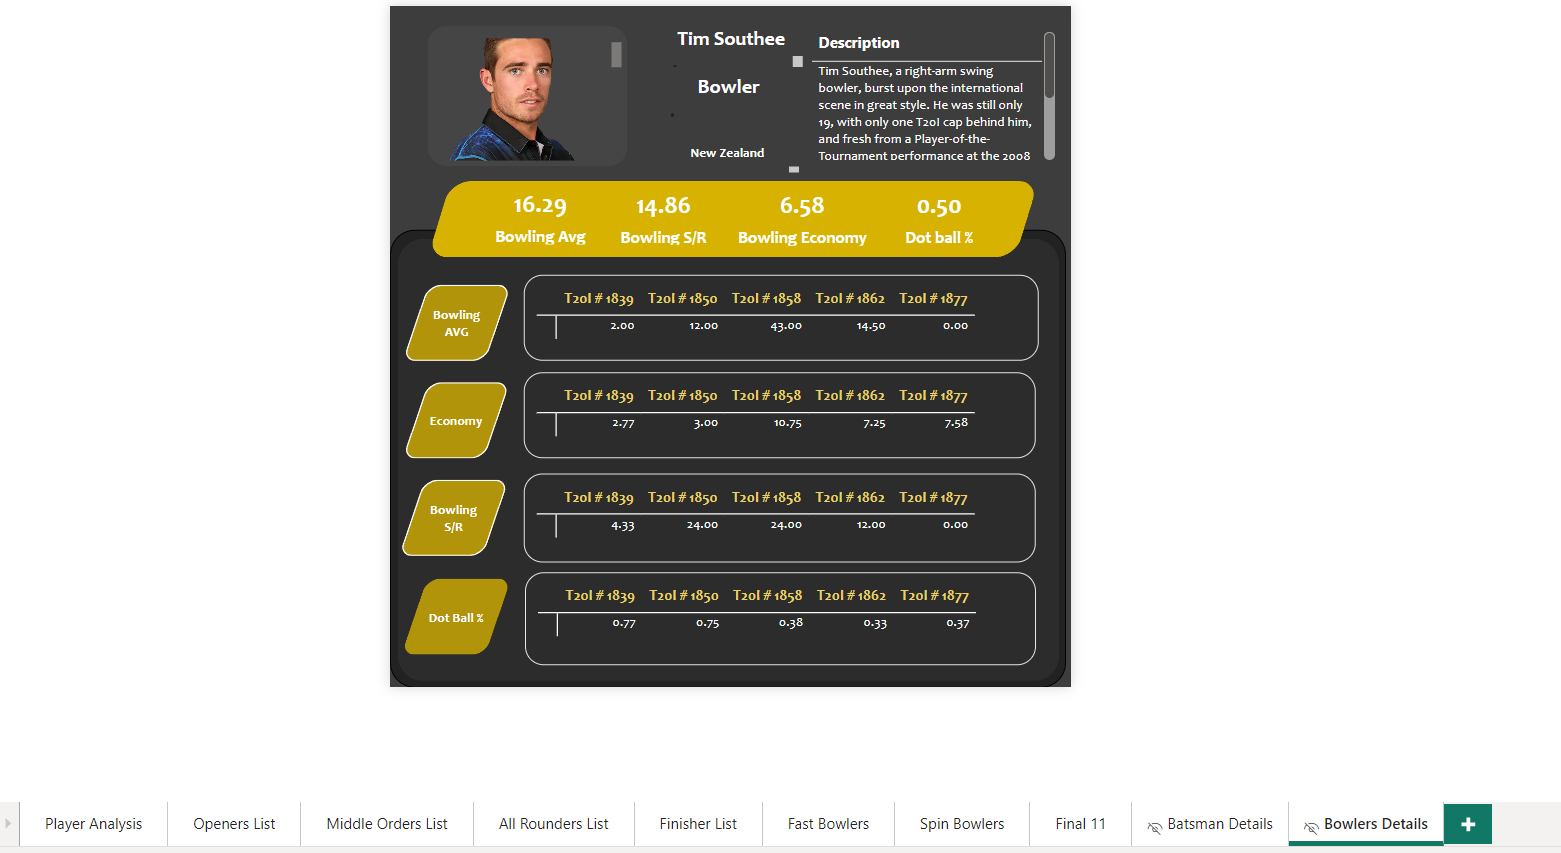 Tim Southee
Bowler
New Zealand
Description
Tim Southee, a right-arm swing
bowler, burst upon the international
scene in great style. He was still only
19, with only one T20I cap behind him,
and fresh from a Player-of-the-
Tournament performance at the 2008
16.29 14.86 6.58 0.50
Bowling Avg Bowling S/R Bowling Economy Dot ball %
Bowling
AVG
T20I # 1839 T20I # 1850 T20I # 1858 T20I # 1862 T20I # 1877
2.00 12.00 43.00 14.50 0.00
Economy
T20I # 1839 T20I # 1850 T20I # 1858 T20I # 1862 T20I # 1877
2.77 3.00 10.75 7.25 7.58
Bowling
S/R
T20I # 1839 T20I # 1850 T20I # 1858 T20I # 1862 T20I # 1877
4.33 24.00 24.00 12.00 0.00
Dot Ball %
T20I # 1839 T20I # 1850 T20I # 1858 T20I # 1862 T20I # 1877
0.77 0.75 0.38 0.33 0.37
Player Analysis Openers List Middle Orders List All Rounders List Finisher List Fast Bowlers Spin Bowlers Final 11 Batsman Details Bowlers Details +